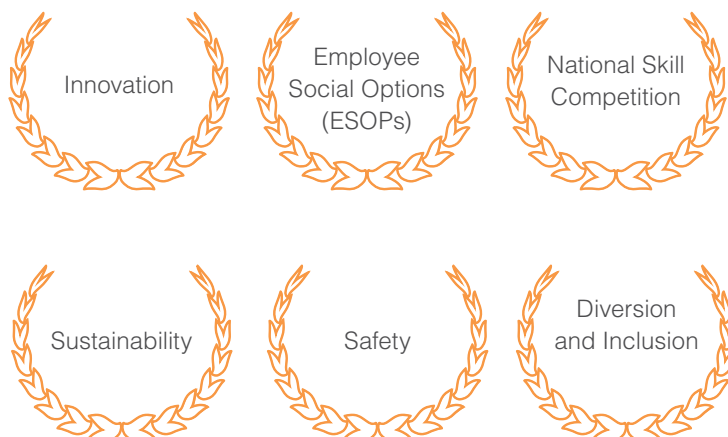 Innovation
Employee
Social Options
(ESOPs)
National Skill
Competition
Sustainability
Safety
Diversion
and Inclusion